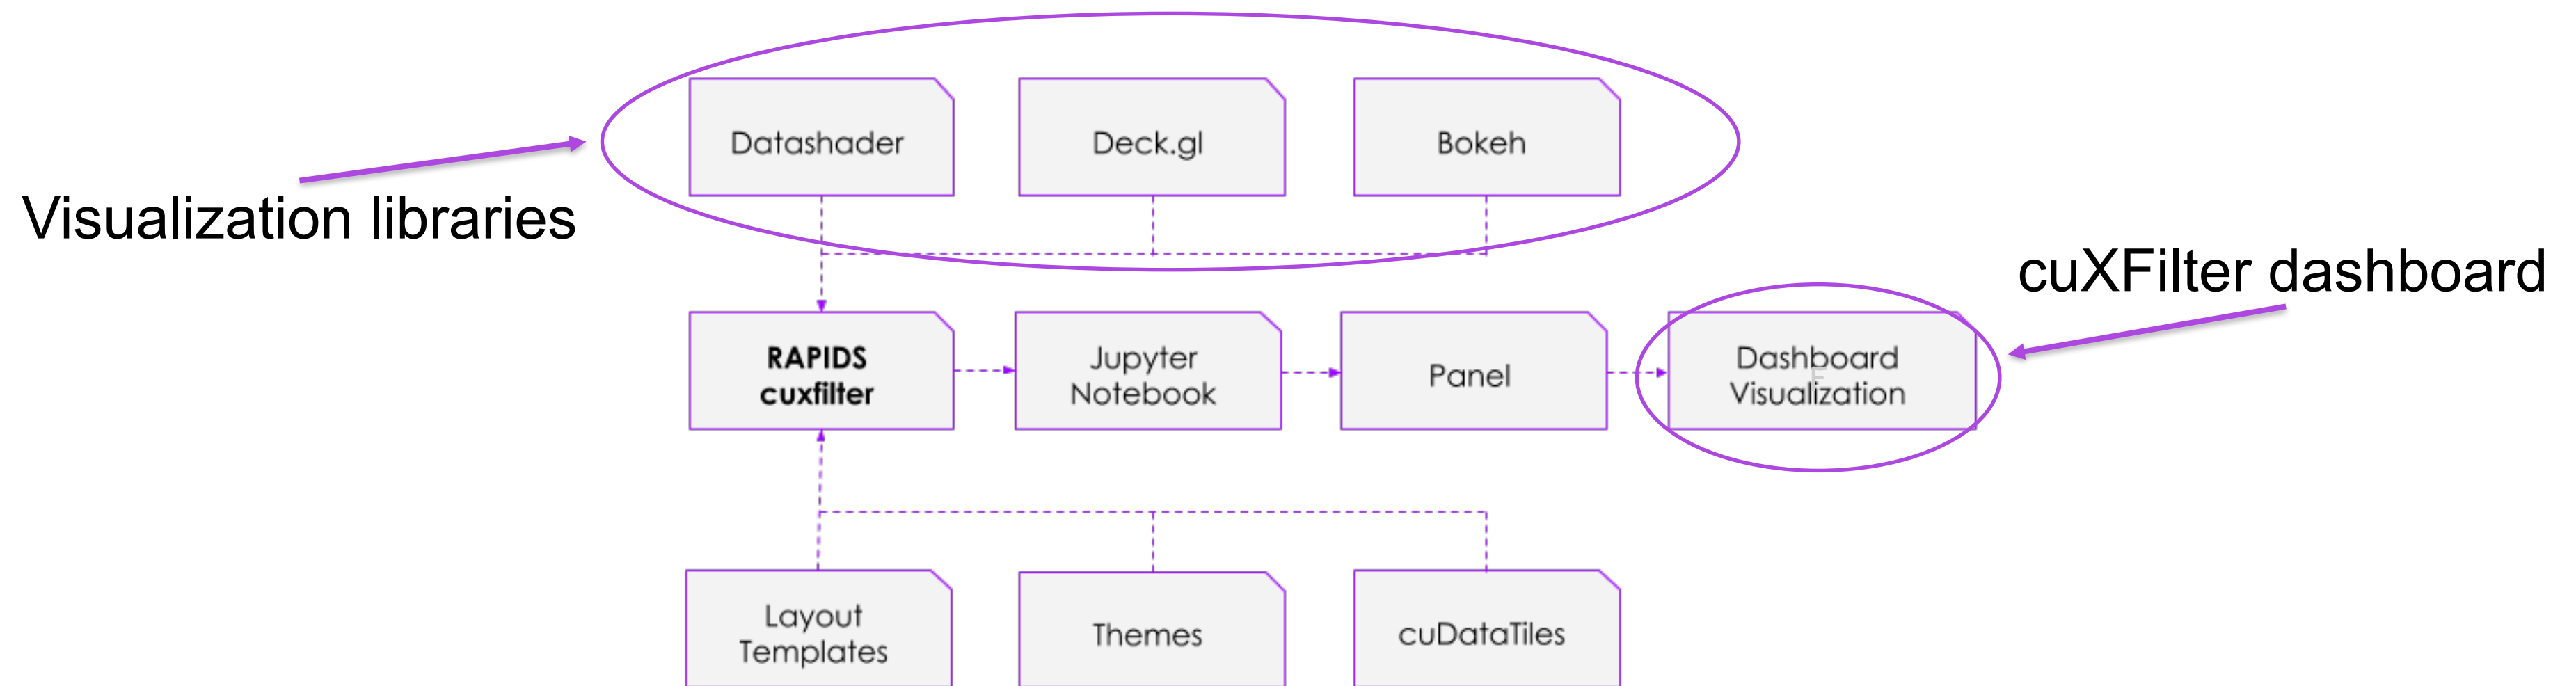 Datashader
Deck.gl
Bokeh
Visualization libraries
cuXFilter dashboard
RAPIDS
cuxfilter
Jupyter
Notebook
Panel
Dashboard
Visualization
Layout
Templates
Themes
cuDataTiles